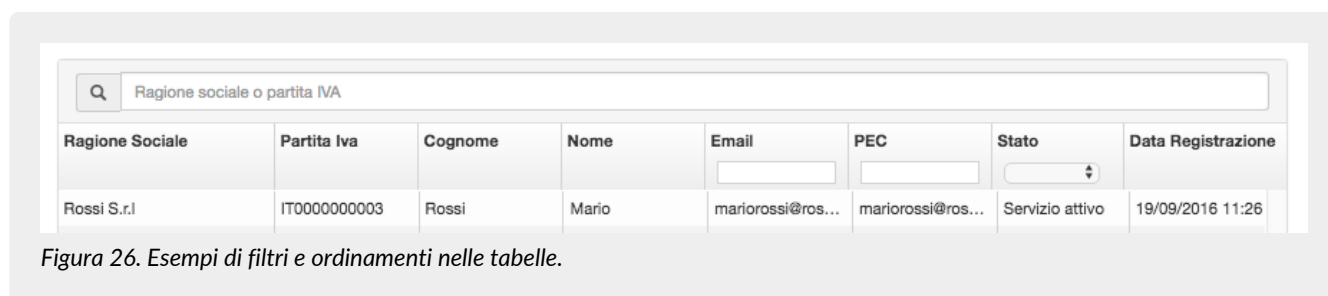 Ragione sociale o partita IVA
Ragione Sociale Partita Iva Cognome Nome Email PEC Stato Data Registrazione
Rossi S.r.l IT0000000003 Rossi Mario mariorossi@ros... mariorossi@ros... Servizio attivo 19/09/2016 11:26
Figura 26. Esempi di filtri e ordinamenti nelle tabelle.